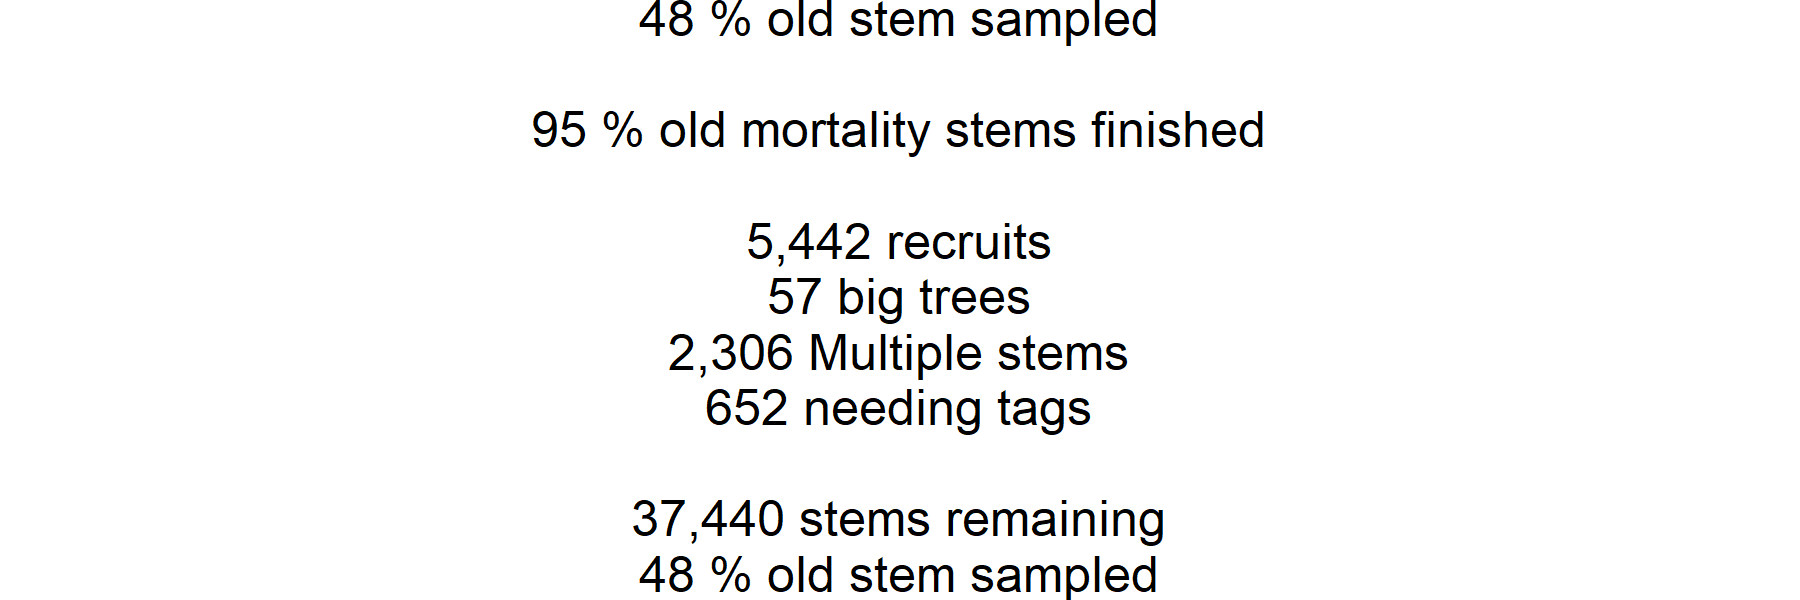 48 % old stem sampled
95 % old mortality stems finished
5,442 recruits
57 big trees
2,306 Multiple stems
652 needing tags
37,440 stems remaining
48 % old stem sampled